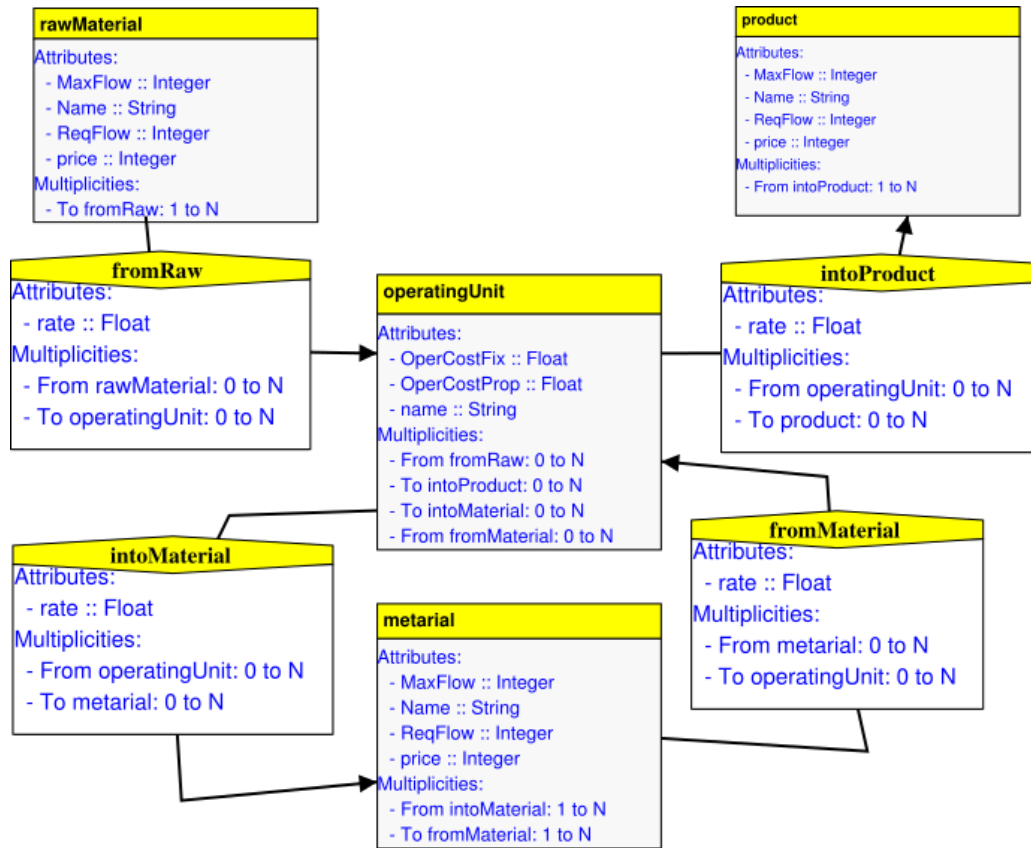 rawMaterial
Attributes:
- MaxFlow :: Integer
- Name :: String
- ReqFlow :: Integer
- price :: Integer
Multiplicities:
- To fromRaw: 1 to N
product
Attributes:
- MaxFlow :: Integer
- Name :: String
- ReqFlow :: Integer
- price :: Integer
Multiplicities:
- From intoProduct: 1 to N
fromRaw
Attributes:
- rate :: Float
Multiplicities:
- From rawMaterial: 0 to N
- To operatingUnit: 0 to N
operatingUnit
Attributes:
- OperCostFix :: Float
- OperCostProp :: Float
- name :: String
Multiplicities:
- From fromRaw: 0 to N
- To intoProduct: 0 to N
- To intoMaterial: 0 to N
- From fromMaterial: 0 to N
intoProduct
Attributes:
- rate :: Float
Multiplicities:
- From operatingUnit: 0 to N
- To product: 0 to N
intoMaterial
Attributes:
- rate :: Float
Multiplicities:
- From operatingUnit: 0 to N
- To metarial: 0 to N
metarial
Attributes:
- MaxFlow :: Integer
- Name :: String
- ReqFlow :: Integer
- price :: Integer
Multiplicities:
- From intoMaterial: 1 to N
- To fromMaterial: 1 to N
fromMaterial
Attributes:
- rate :: Float
Multiplicities:
- From metarial: 0 to N
- To operatingUnit: 0 to N